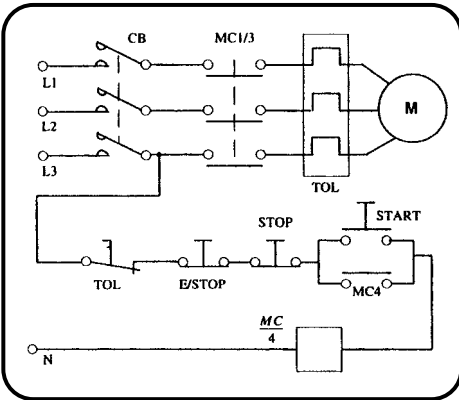 CB MC1/3
L1
L2
M
L3
TOL
STOP START
TOL E/STOP MC4
MC
4
N